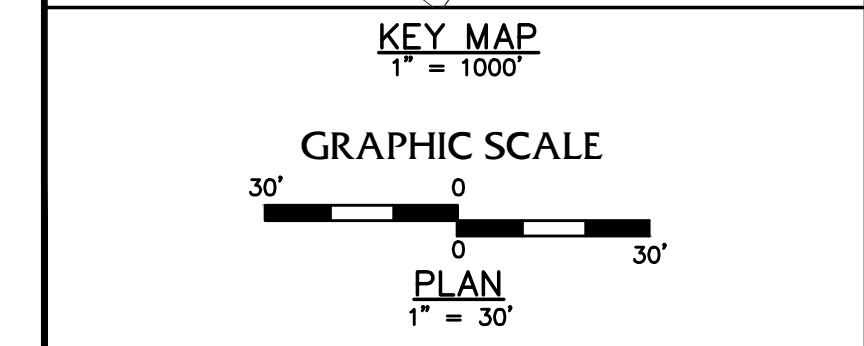 KEY MAP
1" = 1000'
GRAPHIC SCALE
30' 0
0 30'
PLAN
1" = 30'